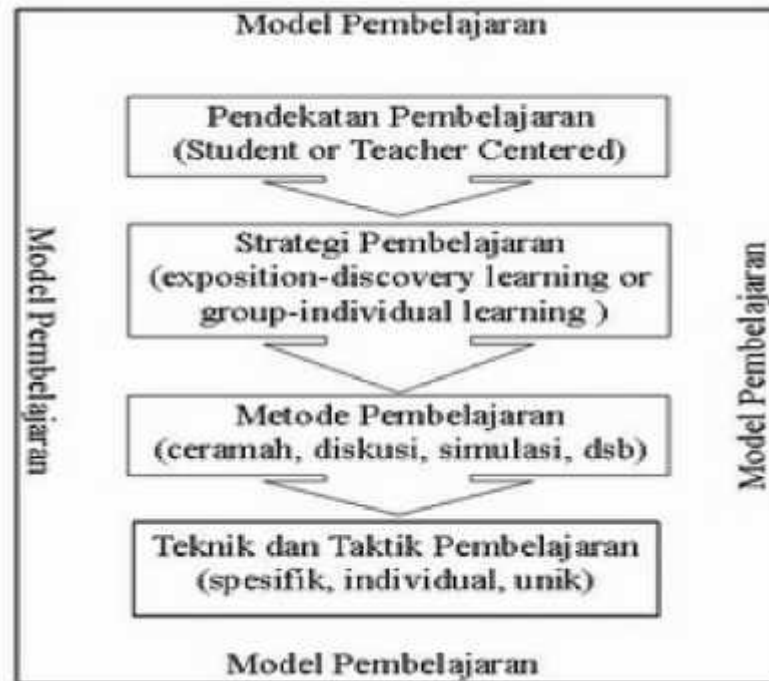 Model Pembelajaran
Pendekatan Pembelajaran
(Student or Teacher Centered)
Strategi Pembelajaran
(exposition-discovery learning or
group-individual learning )
Metode Pembelajaran
(ceramah, diskusi, simulasi, dsb)
Teknik dan Taktik Pembelajaran
(spesifik, individual, unik)
Model Pembelajaran
Model Pembelajaran
Model Pembelajaran